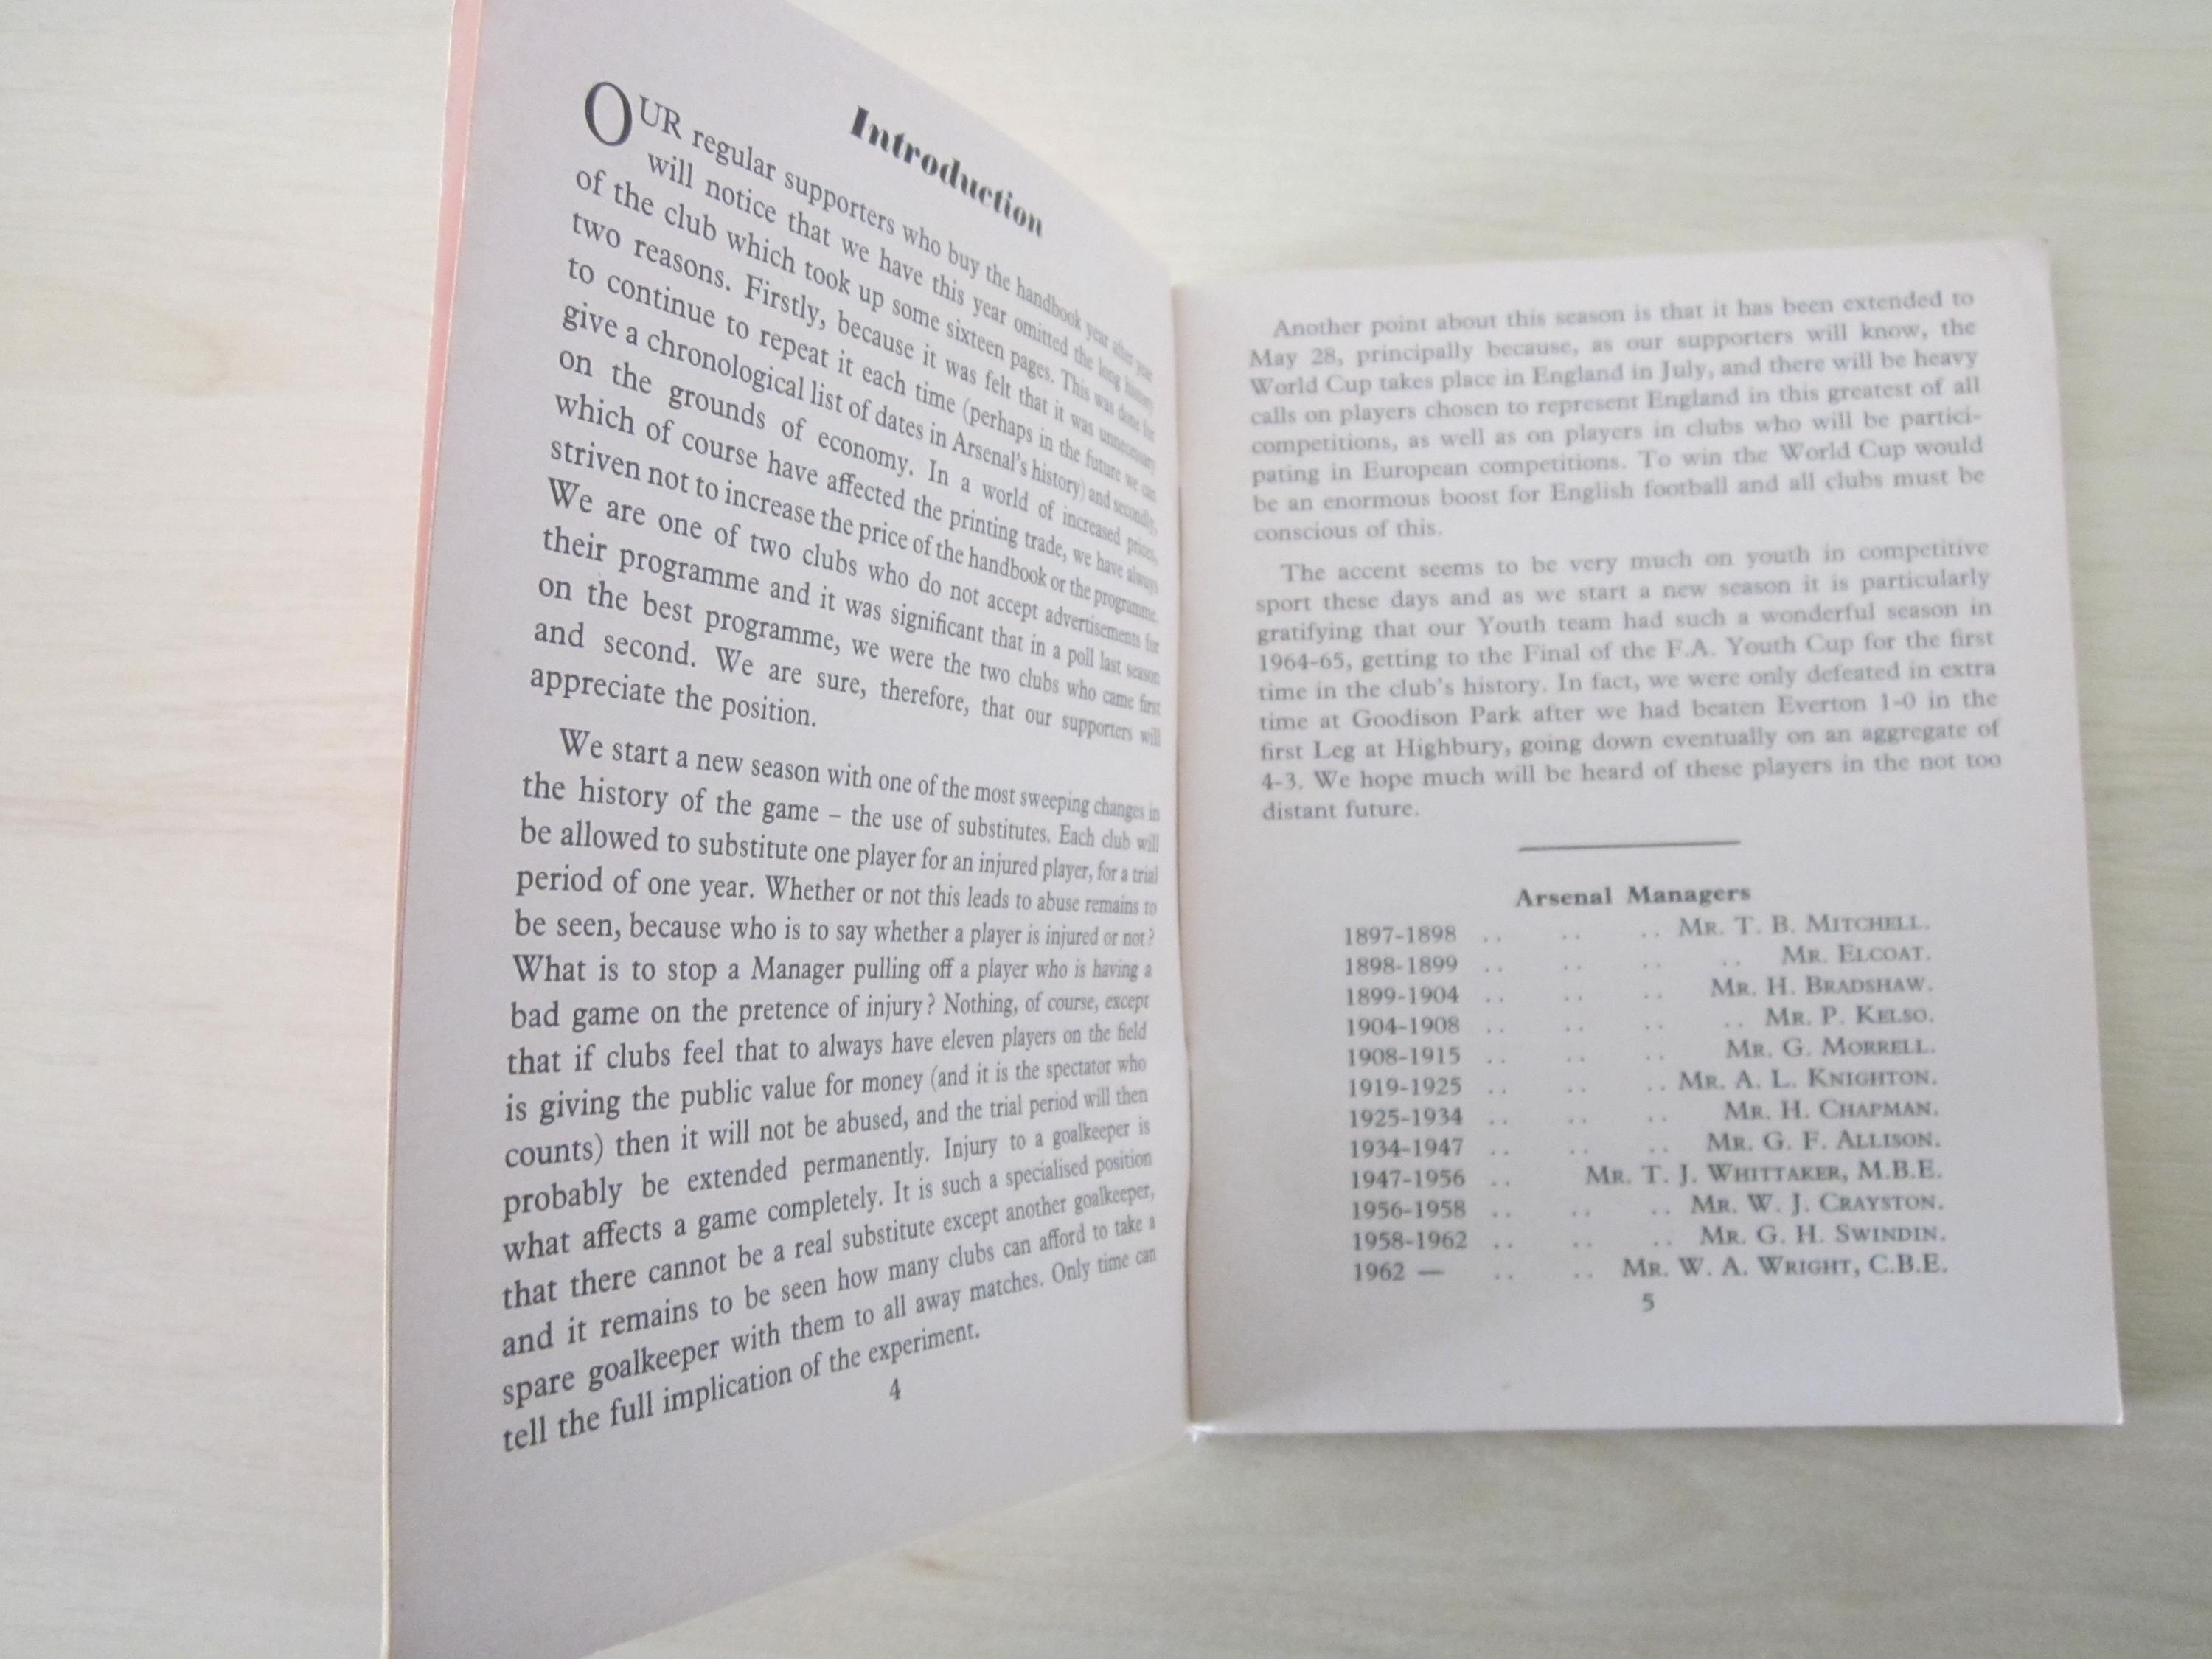 Introduction
OUR regular supporters who buy the handbook year after year
will notice that we have this year omitted the long history
of the club which took up some sixteen pages. This was done for
two reasons. Firstly, because it was felt that it was unnecessary
to continue to repeat it each time (perhaps in the future we can
give a chronological list of dates in Arsenal's history) and secondly,
on the grounds of economy. In a world of increased prices,
which of course have affected the printing trade, we have always
striven not to increase the price of the handbook or the programme.
We are one of two clubs who do not accept advertisements for
their programme and it was significant that in a poll last season
on the best programme, we were the two clubs who came first
and second. We are sure, therefore, that our supporters will
appreciate the position.
We start a new season with one of the most sweeping changes in
the history of the game – the use of substitutes. Each club will
be allowed to substitute one player for an injured player, for a trial
period of one year. Whether or not this leads to abuse remains to
be seen, because who is to say whether a player is injured or not?
What is to stop a Manager pulling off a player who is having a
bad game on the pretence of injury? Nothing, of course, except
that if clubs feel that to always have eleven players on the field
is giving the public value for money (and it is the spectator who
counts) then it will not be abused, and the trial period will then
probably be extended permanently. Injury to a goalkeeper is
what affects a game completely. It is such a specialised position
that there cannot be a real substitute except another goalkeeper,
and it remains to be seen how many clubs can afford to take a
spare goalkeeper with them to all away matches. Only time can
tell the full implication of the experiment.
4
Another point about this season is that it has been extended to
May 28, principally because, as our supporters will know, the
World Cup takes place in England in July, and there will be heavy
calls on players chosen to represent England in this greatest of all
competitions, as well as on players in clubs who will be partici-
pating in European competitions. To win the World Cup would
be an enormous boost for English football and all clubs must be
conscious of this.
The accent seems to be very much on youth in competitive
sport these days and as we start a new season it is particularly
gratifying that our Youth team had such a wonderful season in
1964-65, getting to the Final of the F.A. Youth Cup for the first
time in the club's history. In fact, we were only defeated in extra
time at Goodison Park after we had beaten Everton 1-0 in the
first Leg at Highbury, going down eventually on an aggregate of
4-3. We hope much will be heard of these players in the not too
distant future.
Arsenal Managers
1897-1898 .. .. .. MR. T. B. MITCHELL.
1898-1899 .. .. .. .. MR. ELCOAT.
1899-1904 .. .. .. MR. H. BRADSHAW.
1904-1908 .. .. .. .. MR. P. KELSO.
1908-1915 .. .. .. MR. G. MORRELL.
1919-1925 .. .. .. MR. A. L. KNIGHTON.
1925-1934 .. .. .. MR. H. CHAPMAN.
1934-1947 .. .. .. MR. G. F. ALLISON.
1947-1956 .. MR. T. J. WHITTAKER, M.B.E.
1956-1958 .. .. .. MR. W. J. CRAYSTON.
1958-1962 .. .. .. MR. G. H. SWINDIN.
1962 — .. .. MR. W. A. WRIGHT, C.B.E.
5